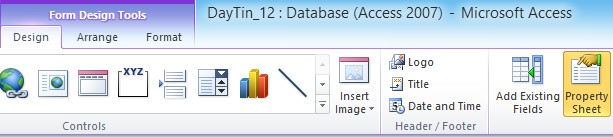 Form Design Tools
DayTin_12 : Database (Access 2007) - Microsoft Access
Design Arrange Format
XYZ
Insert Image
Logo
Title
Date and Time
Add Existing Fields
Property Sheet
Controls
Header / Footer